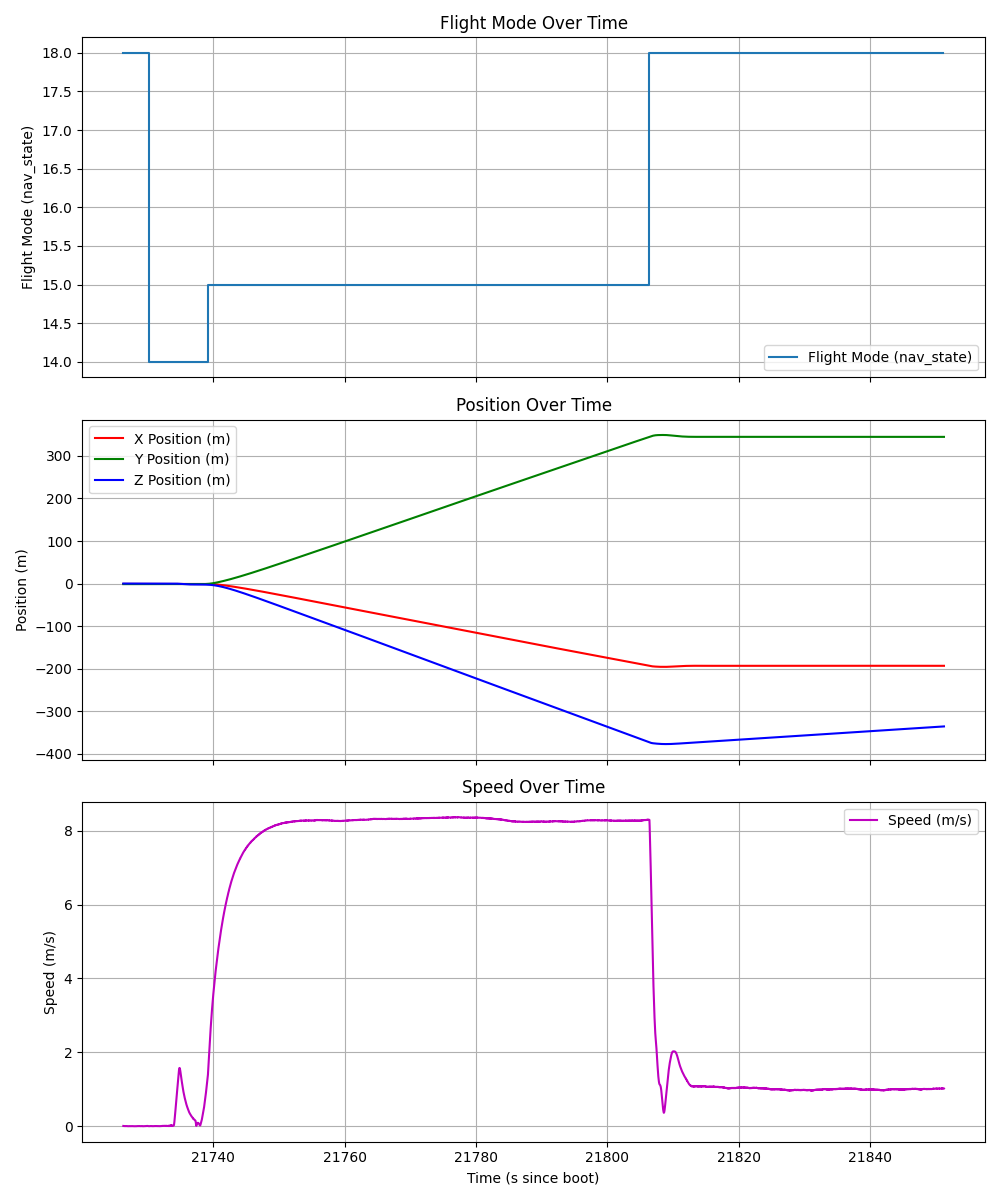 Flight Mode Over Time
18.0
17.5
17.0
16.5
16.0
15.5
15.0
14.5
14.0
Flight Mode (nav_state)
Flight Mode (nav_state)
Position Over Time
X Position (m)
Y Position (m)
Z Position (m)
300
200
100
0
−100
−200
−300
−400
Position (m)
Speed Over Time
Speed (m/s)
8
6
4
2
0
Speed (m/s)
21740 21760 21780 21800 21820 21840
Time (s since boot)